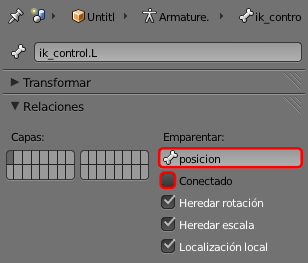 Untitl Armature. ik_contro
ik_control.L
Transformar
Relaciones
Capas: Emparentar:
posicion
Conectado
Heredar rotación
Heredar escala
Localización local